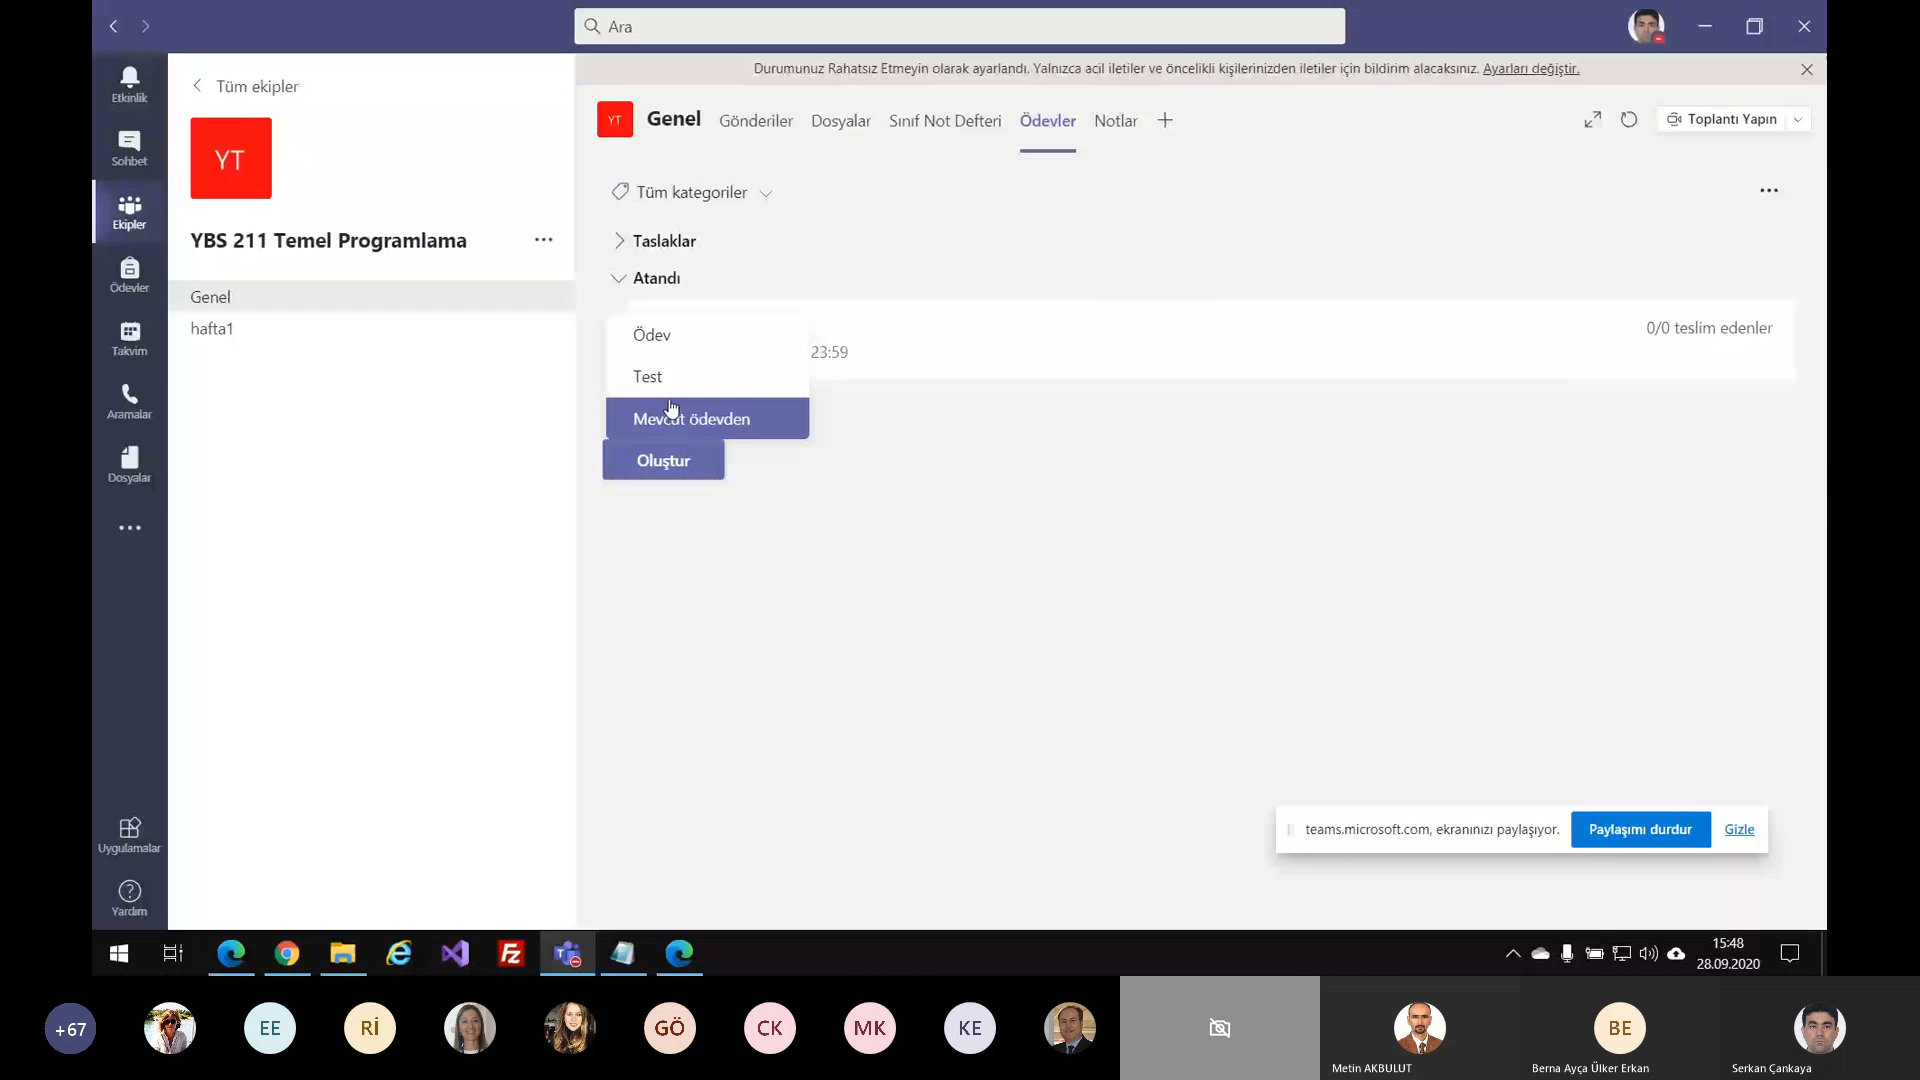 Ara
Durumunuz Rahatsız Etmeyin olarak ayarlandı. Yalnızca acil iletiler ve öncelikli kişilerinizden iletiler için bildirim alacaksınız. Ayarları değiştir.
Etkinlik
Sohbet
Ekipler
Ödevler
Takvim
Aramalar
Dosyalar
Uygulamalar
Yardım
Tüm ekipler
YT
YBS 211 Temel Programlama
Genel
hafta1
YT
Genel
Gönderiler
Dosyalar
Sınıf Not Defteri
Ödevler
Notlar
Toplantı Yapın
Tüm kategoriler
Taslaklar
Atandı
0/0 teslim edenler
23:59
Ödev
Test
Mevcut ödevden
Oluştur
teams.microsoft.com, ekranınızı paylaşıyor.
Paylaşımı durdur
Gizle
15:48
28.09.2020
+67
EE
Rİ
GÖ
CK
MK
KE
BE
Metin AKBULUT
Berna Ayça Ülker Erkan
Serkan Çankaya